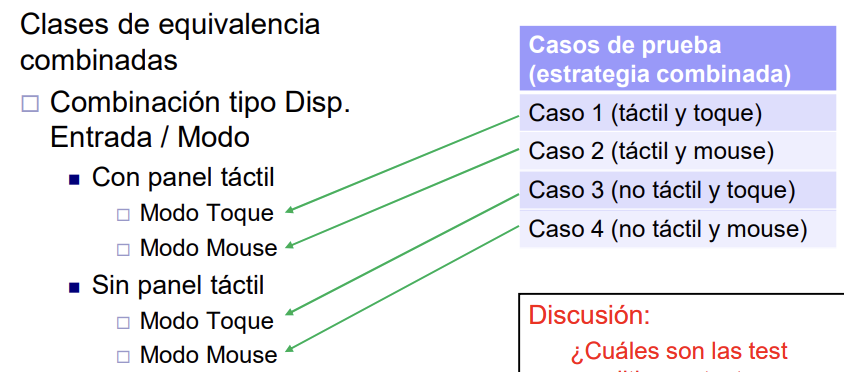 Clases de equivalencia
combinadas
Combinación tipo Disp.
Entrada / Modo
Con panel táctil
Modo Toque
Modo Mouse
Sin panel táctil
Modo Toque
Modo Mouse
Casos de prueba
(estrategia combinada)
Caso 1 (táctil y toque)
Caso 2 (táctil y mouse)
Caso 3 (no táctil y toque)
Caso 4 (no táctil y mouse)
Discusión:
¿Cuáles son las test